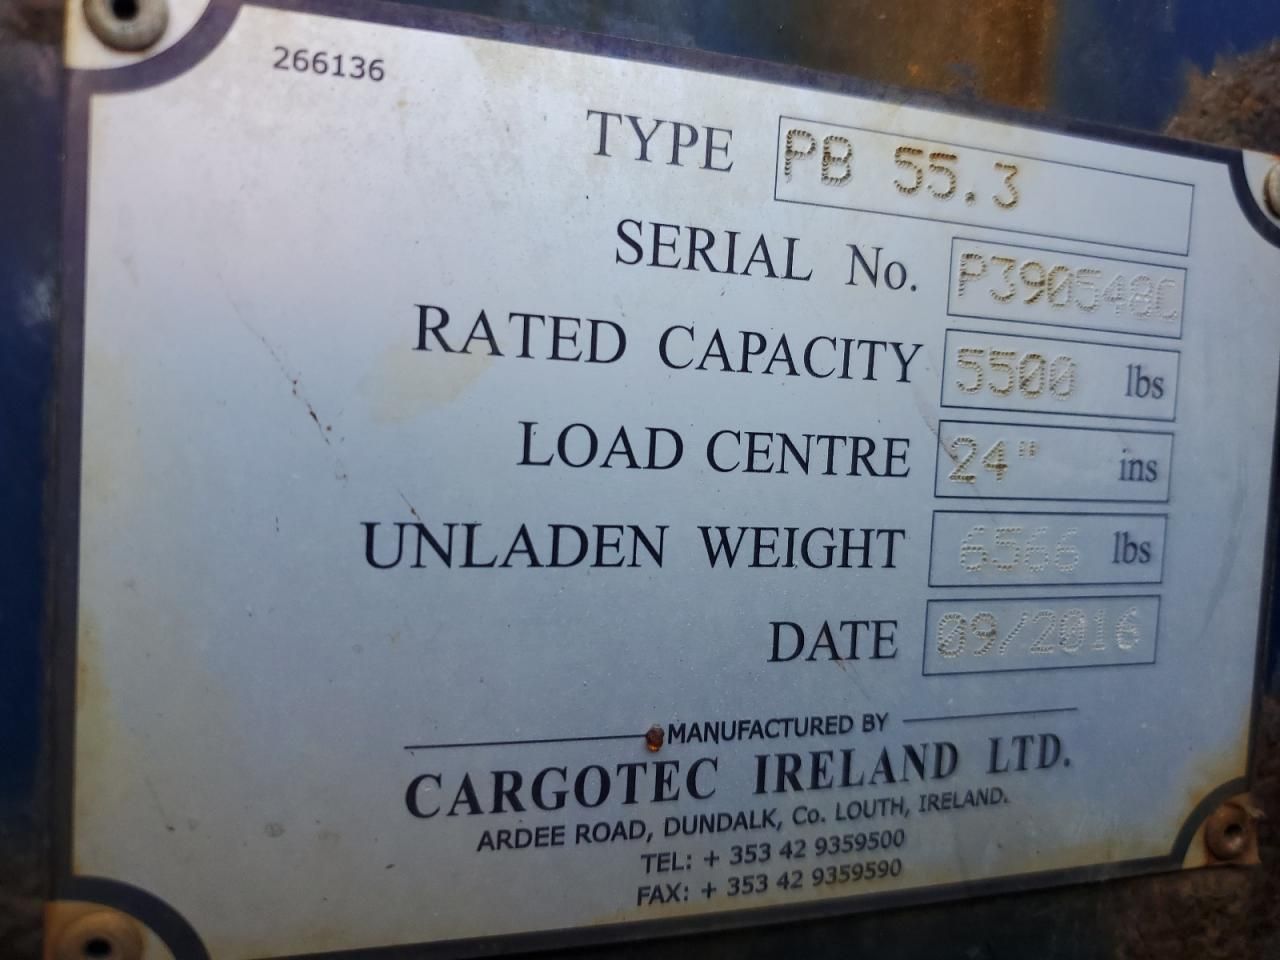 266136
TYPE PB 55.3
SERIAL No. P390548C
RATED CAPACITY 5500 lbs
LOAD CENTRE 24" ins
UNLADEN WEIGHT 6566 lbs
DATE 09/2016
MANUFACTURED BY
CARGOTEC IRELAND LTD.
ARDEE ROAD, DUNDALK, Co. LOUTH, IRELAND.
TEL: + 353 42 9359500
FAX: + 353 42 9359590